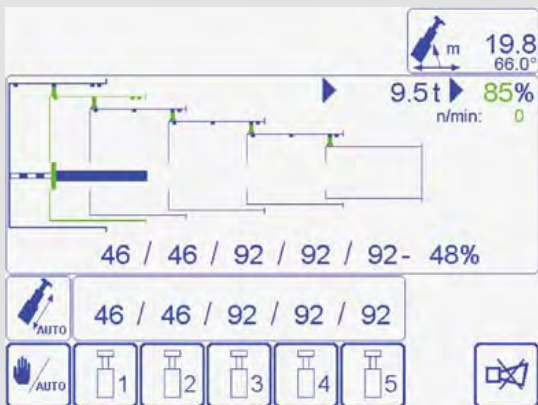 m 19.8
66.0°
9.5t 85%
n/min: 0
46 / 46 / 92 / 92 / 92- 48%
AUTO 46 / 46 / 92 / 92 / 92
/AUTO 1 2 3 4 5